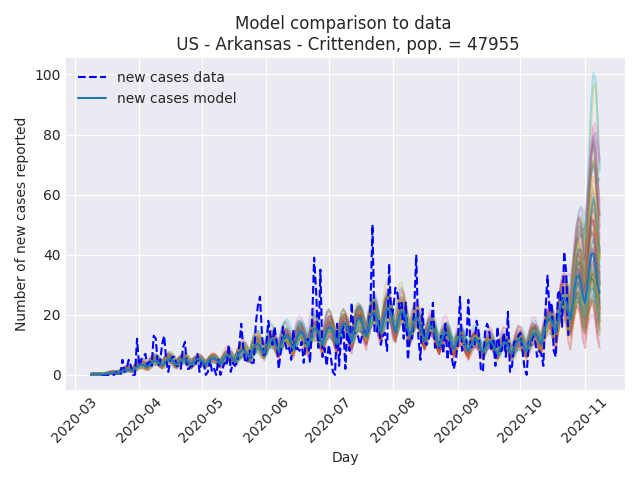 Model comparison to data
US - Arkansas - Crittenden, pop. = 47955
new cases data
new cases model
Number of new cases reported
100
80
60
40
20
0
2020-03
2020-04
2020-05
2020-06
2020-07
2020-08
2020-09
2020-10
2020-11
Day